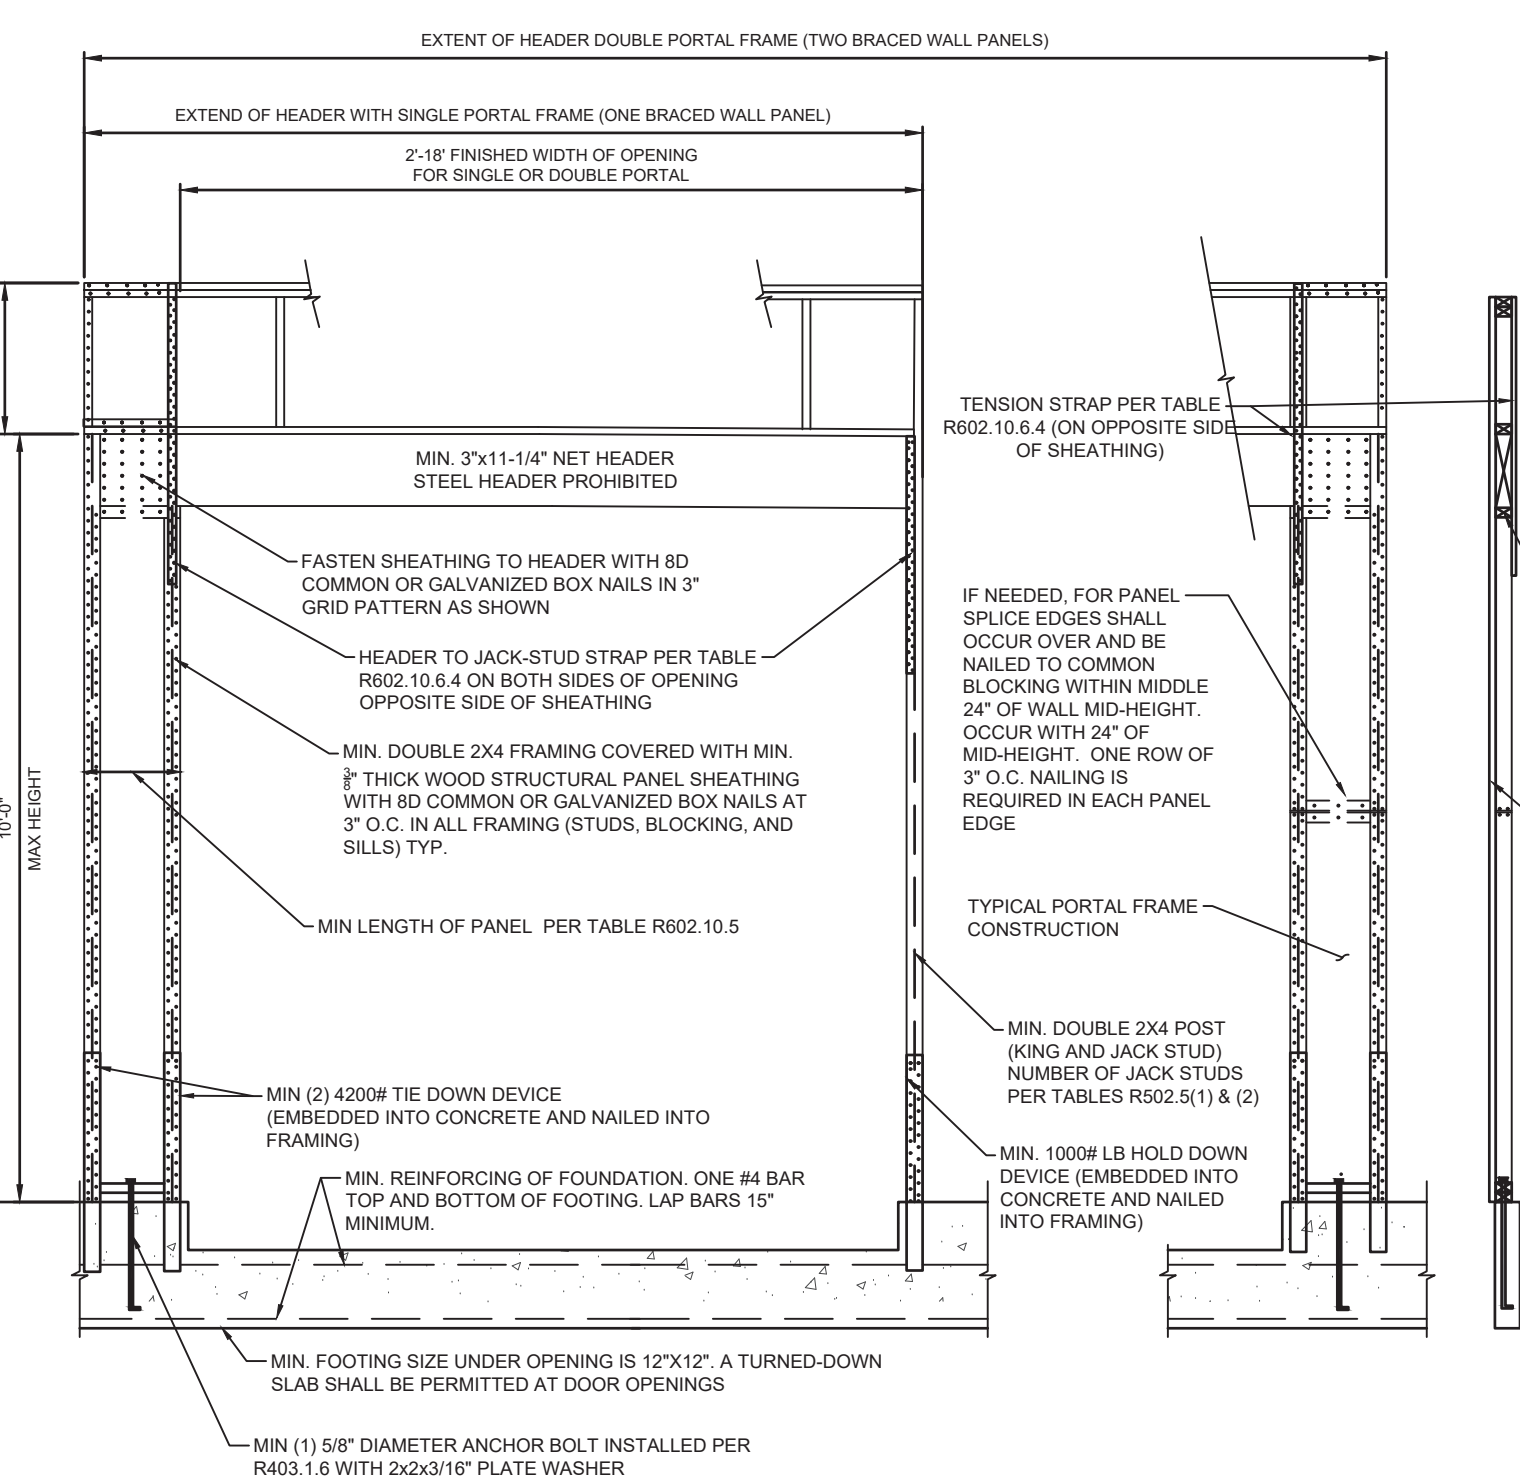 EXTENT OF HEADER DOUBLE PORTAL FRAME (TWO BRACED WALL PANELS)
EXTEND OF HEADER WITH SINGLE PORTAL FRAME (ONE BRACED WALL PANEL)
2'-18' FINISHED WIDTH OF OPENING
FOR SINGLE OR DOUBLE PORTAL
TENSION STRAP PER TABLE
R602.10.6.4 (ON OPPOSITE SIDE
OF SHEATHING)
MIN. 3"x11-1/4" NET HEADER
STEEL HEADER PROHIBITED
FASTEN SHEATHING TO HEADER WITH 8D
COMMON OR GALVANIZED BOX NAILS IN 3"
GRID PATTERN AS SHOWN
HEADER TO JACK-STUD STRAP PER TABLE
R602.10.6.4 ON BOTH SIDES OF OPENING
OPPOSITE SIDE OF SHEATHING
IF NEEDED, FOR PANEL
SPLICE EDGES SHALL
OCCUR OVER AND BE
NAILED TO COMMON
BLOCKING WITHIN MIDDLE
24" OF WALL MID-HEIGHT.
OCCUR WITH 24" OF
MID-HEIGHT.  ONE ROW OF
3" O.C. NAILING IS
REQUIRED IN EACH PANEL
EDGE
MIN. DOUBLE 2X4 FRAMING COVERED WITH MIN.
3/8" THICK WOOD STRUCTURAL PANEL SHEATHING
WITH 8D COMMON OR GALVANIZED BOX NAILS AT
3" O.C. IN ALL FRAMING (STUDS, BLOCKING, AND
SILLS) TYP.
10'-0"
MAX HEIGHT
MIN LENGTH OF PANEL  PER TABLE R602.10.5
TYPICAL PORTAL FRAME
CONSTRUCTION
MIN. DOUBLE 2X4 POST
(KING AND JACK STUD)
NUMBER OF JACK STUDS
PER TABLES R502.5(1) & (2)
MIN (2) 4200# TIE DOWN DEVICE
(EMBEDDED INTO CONCRETE AND NAILED INTO
FRAMING)
MIN. 1000# LB HOLD DOWN
DEVICE (EMBEDDED INTO
CONCRETE AND NAILED
INTO FRAMING)
MIN. REINFORCING OF FOUNDATION. ONE #4 BAR
TOP AND BOTTOM OF FOOTING. LAP BARS 15"
MINIMUM.
MIN. FOOTING SIZE UNDER OPENING IS 12"X12". A TURNED-DOWN
SLAB SHALL BE PERMITTED AT DOOR OPENINGS
MIN (1) 5/8" DIAMETER ANCHOR BOLT INSTALLED PER
R403.1.6 WITH 2x2x3/16" PLATE WASHER